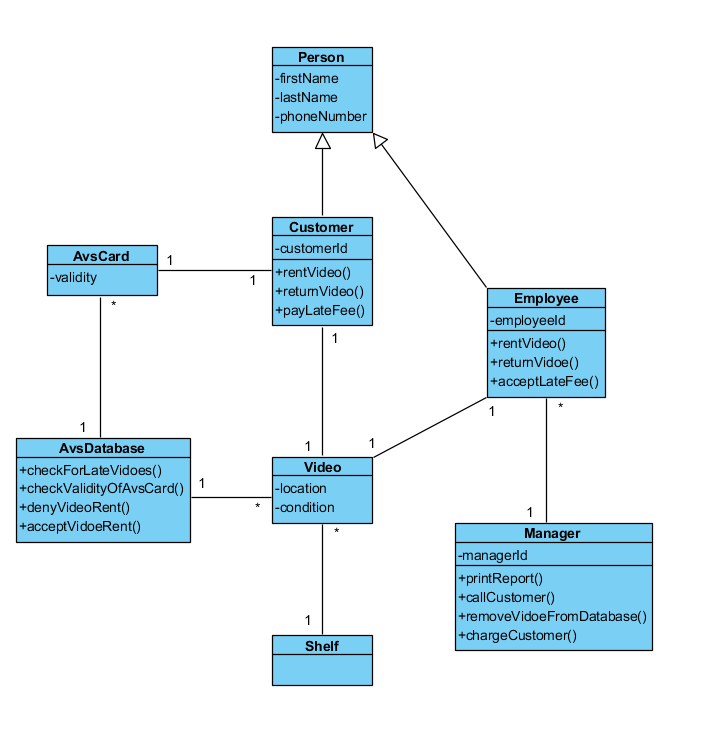 Person
-firstName
-lastName
-phoneNumber
Customer
-customerId
+rentVideo()
+returnVideo()
+payLateFee()
AvsCard
-validity
1
1
*
1
Employee
-employeeId
+rentVideo()
+returnVidoe()
+acceptLateFee()
1
1
1
1
*
1
AvsDatabase
+checkForLateVidoes()
+checkValidityOfAvsCard()
+denyVideoRent()
+acceptVidoeRent()
1
*
Video
-location
-condition
*
1
Manager
-managerId
+printReport()
+callCustomer()
+removeVidoeFromDatabase()
+chargeCustomer()
Shelf